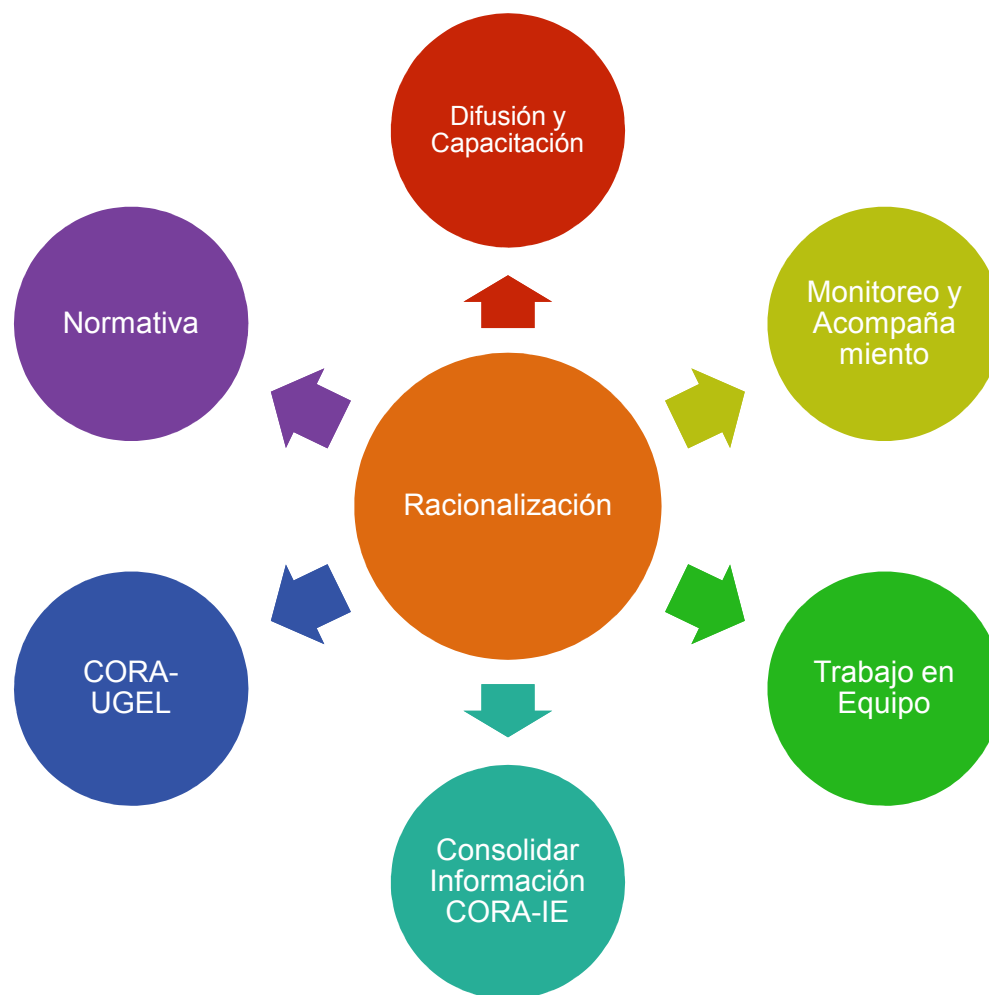 Difusión y
Capacitación
Normativa
Monitoreo y
Acompaña
miento
Racionalización
CORA-
UGEL
Trabajo en
Equipo
Consolidar
Información
CORA-IE